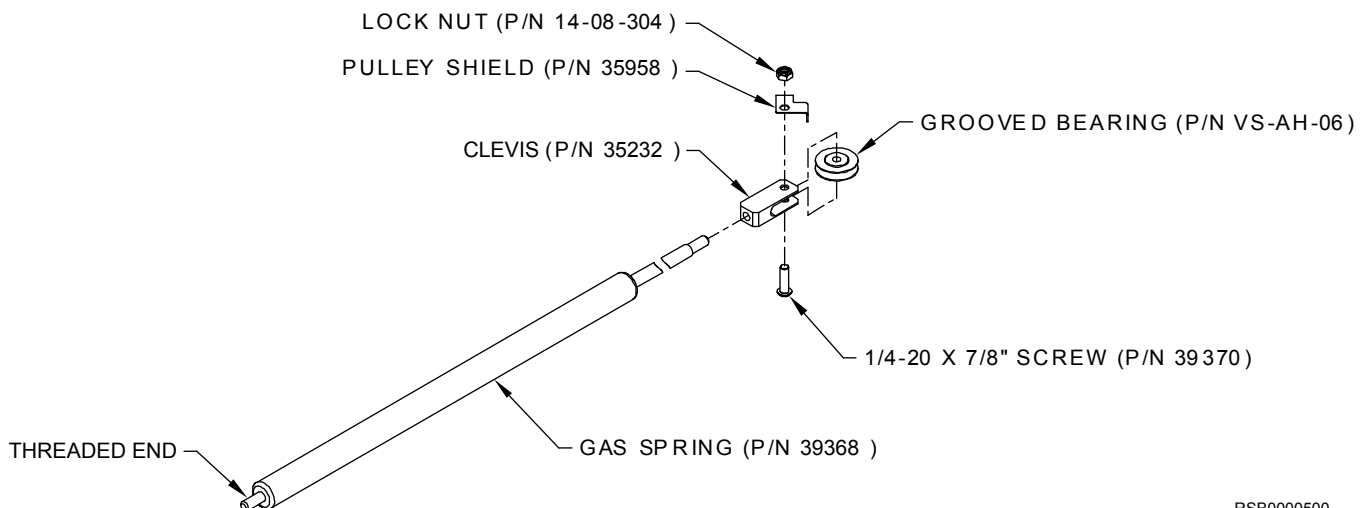 LOCK NUT (P/N 14-08-304 )
PULLEY SHIELD (P/N 35958 )
GROOVED BEARING (P/N VS-AH-06)
CLEVIS (P/N 35232 )
1/4-20 X 7/8" SCREW (P/N 39370)
GAS SPRING (P/N 39368 )
THREADED END